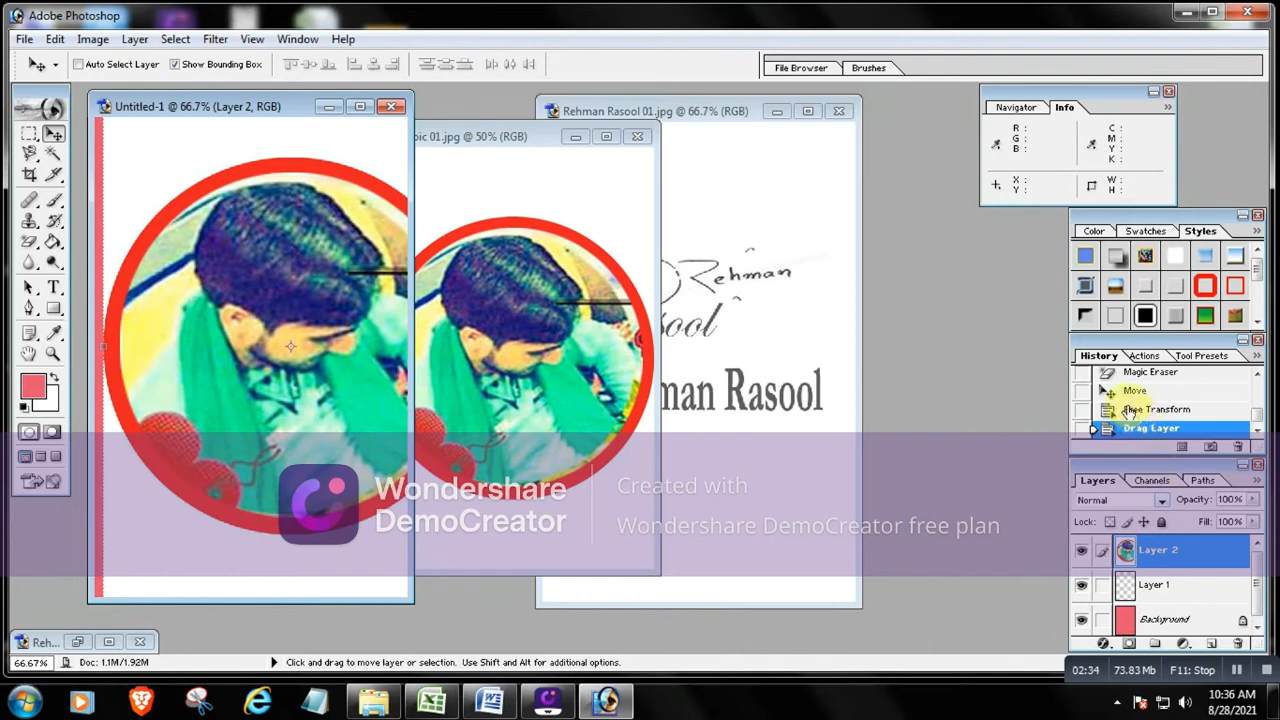 Adobe Photoshop
File Edit Image Layer Select Filter View Window Help
Auto Select Layer Show Bounding Box File Browser Brushes
Untitled-1 @ 66.7% (Layer 2, RGB)
pic 01.jpg @ 50% (RGB)
Rehman Rasool 01.jpg @ 66.7% (RGB)
Navigator Info
R : C :
G : M :
B : Y :
K :
X : W :
Y : H :
Color Swatches Styles
Rehman
ool
man Rasool
History Actions Tool Presets
Magic Eraser
Move
Free Transform
Drag Layer
Wondershare
DemoCreator
Created with
Wondershare DemoCreator free plan
Layers Channels Paths
Normal Opacity: 100%
Lock: Fill: 100%
Layer 2
Layer 1
Background
Reh...
66.67% Doc: 1.1M/1.92M Click and drag to move layer or selection. Use Shift and Alt for additional options.
02:34 73.83 Mb F11: Stop
10:36 AM
8/28/2021